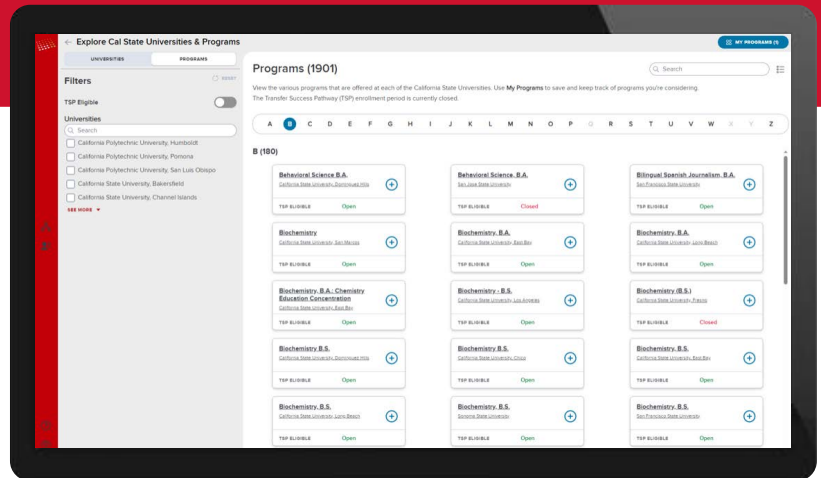 ← Explore Cal State Universities & Programs
MY PROGRAMS (1)
UNIVERSITIES PROGRAMS
Filters RESET
TSP Eligible
Universities
Search
California Polytechnic University, Humboldt
California Polytechnic University, Pomona
California Polytechnic University, San Luis Obispo
California State University, Bakersfield
California State University, Channel Islands
SEE MORE
Programs (1901)
Search
View the various programs that are offered at each of the California State Universities. Use My Programs to save and keep track of programs you're considering.
The Transfer Success Pathway (TSP) enrollment period is currently closed.
A B C D E F G H I J K L M N O P Q R S T U V W X Y Z
B (180)
Behavioral Science B.A.
California State University, Dominguez Hills
TSP ELIGIBLE Open
Behavioral Science, B.A.
San Jose State University
TSP ELIGIBLE Closed
Bilingual Spanish Journalism, B.A.
San Francisco State University
TSP ELIGIBLE Open
Biochemistry
California State University, San Marcos
TSP ELIGIBLE Open
Biochemistry, B.A.
California State University, East Bay
TSP ELIGIBLE Open
Biochemistry, B.A.
California State University, Long Beach
TSP ELIGIBLE Open
Biochemistry, B.A.: Chemistry
Education Concentration
California State University, East Bay
TSP ELIGIBLE Open
Biochemistry - B.S.
California State University, Los Angeles
TSP ELIGIBLE Open
Biochemistry (B.S.)
California State University, Fresno
TSP ELIGIBLE Closed
Biochemistry B.S.
California State University, Dominguez Hills
TSP ELIGIBLE Open
Biochemistry B.S.
California State University, Chico
TSP ELIGIBLE Open
Biochemistry, B.S.
California State University, East Bay
TSP ELIGIBLE Open
Biochemistry, B.S.
California State University, Long Beach
TSP ELIGIBLE Open
Biochemistry, B.S.
Sonoma State University
TSP ELIGIBLE Open
Biochemistry, B.S.
San Francisco State University
TSP ELIGIBLE Open